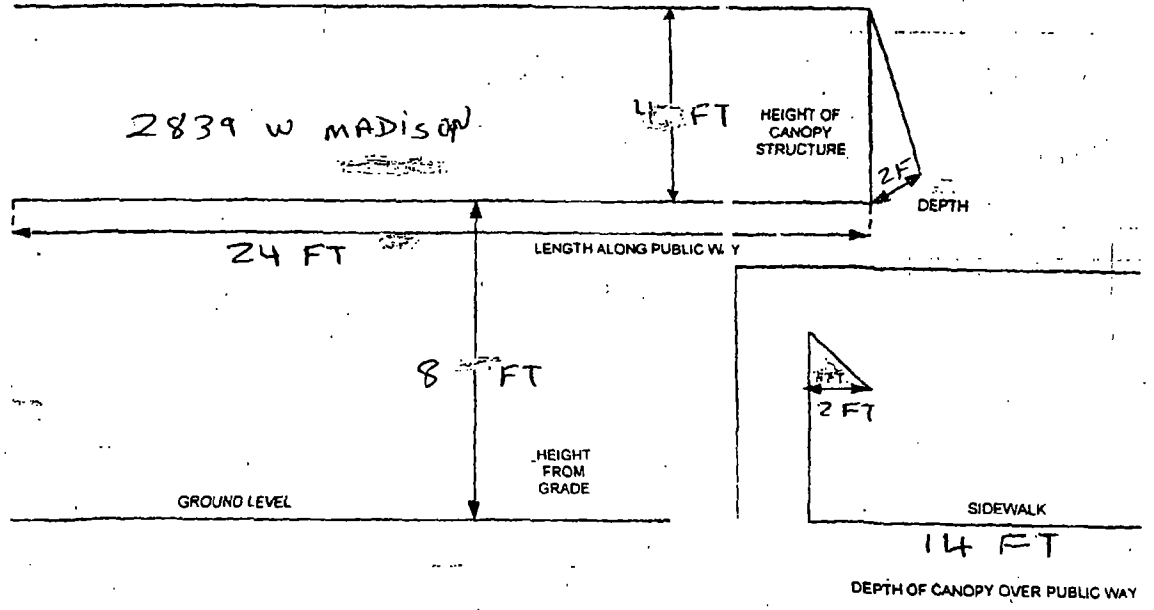 2839 W MADISON
4 FT
HEIGHT OF
CANOPY
STRUCTURE
2F
DEPTH
24 FT
LENGTH ALONG PUBLIC W Y
8 FT
2 FT
HEIGHT
FROM
GRADE
GROUND LEVEL
SIDEWALK
14 FT
DEPTH OF CANOPY OVER PUBLIC WAY